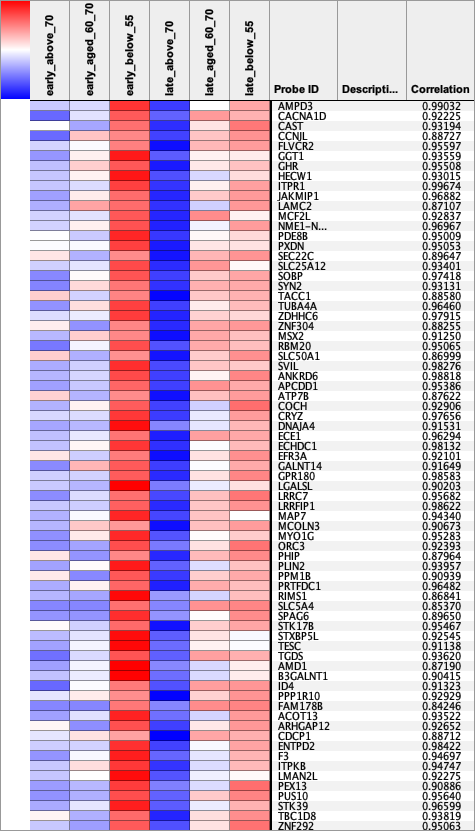 early_above_70
early_aged_60_70
early_below_55
late_above_70
late_aged_60_70
late_below_55
Probe ID Descripti... Correlation
AMPD3 0.99032
CACNA1D 0.92225
CAST 0.93194
CCNJL 0.88727
FLVCR2 0.95597
GGT1 0.93559
GHR 0.95508
HECW1 0.93015
ITPR1 0.99674
JAKMIP1 0.96882
LAMC2 0.87107
MCF2L 0.92837
NME1-N... 0.96967
PDE8B 0.95009
PXDN 0.95053
SEC22C 0.89647
SLC25A12 0.93401
SOBP 0.97418
SYN2 0.93131
TACC1 0.88580
TUBA4A 0.96460
ZDHHC6 0.97915
ZNF304 0.88255
MSX2 0.91250
RBM20 0.95065
SLC50A1 0.86999
SVIL 0.98276
ANKRD6 0.98818
APCDD1 0.95386
ATP7B 0.87622
COCH 0.92906
CRYZ 0.97656
DNAJA4 0.91531
ECE1 0.96294
ECHDC1 0.98132
EFR3A 0.92101
GALNT14 0.91649
GPR180 0.98583
LGALSL 0.90203
LRRC7 0.95682
LRRFIP1 0.98622
MAP7 0.94340
MCOLN3 0.90673
MYO1G 0.95283
ORC3 0.92393
PHIP 0.87964
PLIN2 0.93957
PPM1B 0.90939
PRTFDC1 0.96482
RIMS1 0.86841
SLC5A4 0.85370
SPAG6 0.89650
STK17B 0.95467
STXBP5L 0.92545
TESC 0.91138
TGDS 0.93620
AMD1 0.87190
B3GALNT1 0.90415
ID4 0.91323
PPP1R10 0.92929
FAM178B 0.84246
ACOT13 0.93522
ARHGAP12 0.92652
CDCP1 0.88712
ENTPD2 0.98422
F3 0.94697
ITPKB 0.94747
LMAN2L 0.92275
PEX13 0.90886
PUS10 0.95640
STK39 0.96599
TBC1D8 0.93819
ZNF292 0.95063